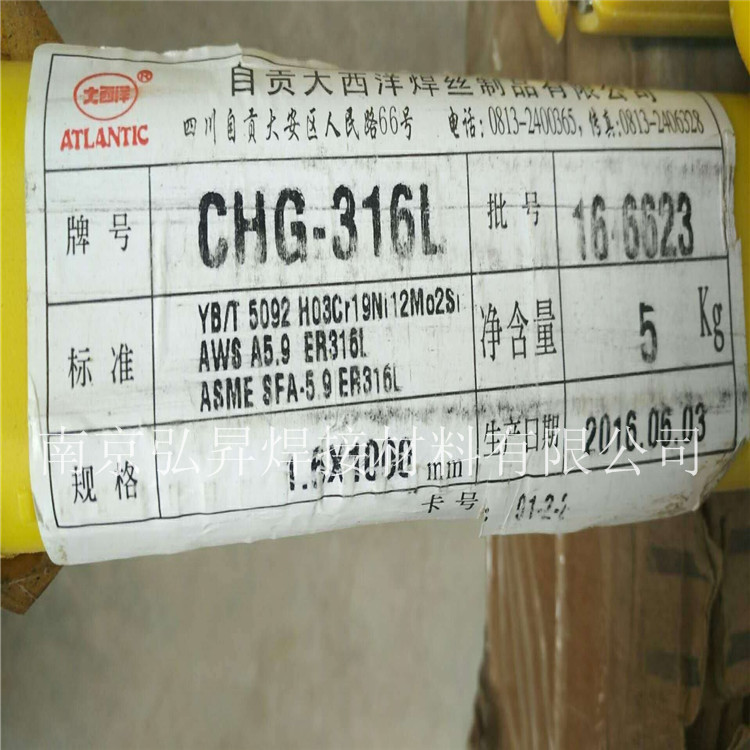 大西洋®
ATLANTIC
自贡大西洋焊丝制品有限公司
四川自贡大安区人民路66号 电话:0813-2400365,传真:0813-2406328
牌号 CHG-316L 批号 16-6623
标准 YB/T 5092 H03Cr19Ni12Mo2Si
AWS A5.9 ER316L
ASME SFA-5.9 ER316L
净含量 5 Kg
规格 mm
生产日期 2016.06.03
卡号: 01-2-
南京弘昇焊接材料有限公司